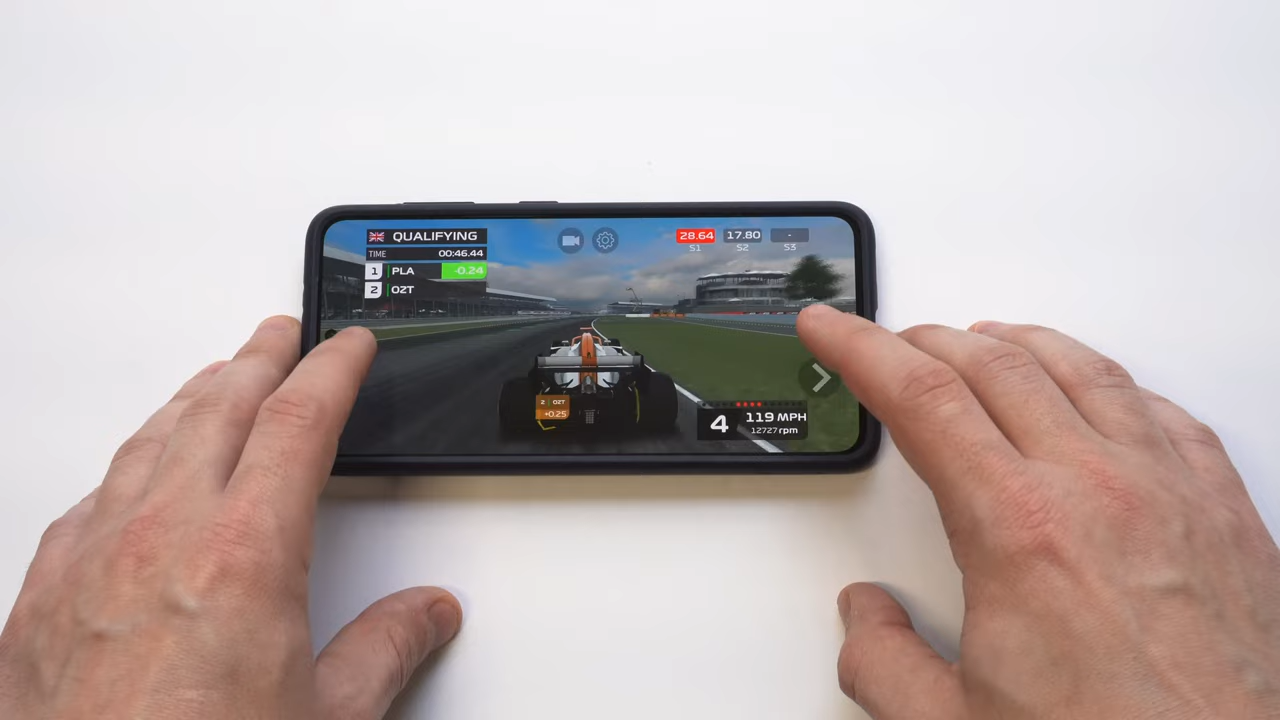 QUALIFYING
TIME 00:46.44
1 PLA -0.24
2 OZT
28.64 17.80 -
S1 S2 S3
2 OZT
+0.25
4 119 MPH
12727 rpm